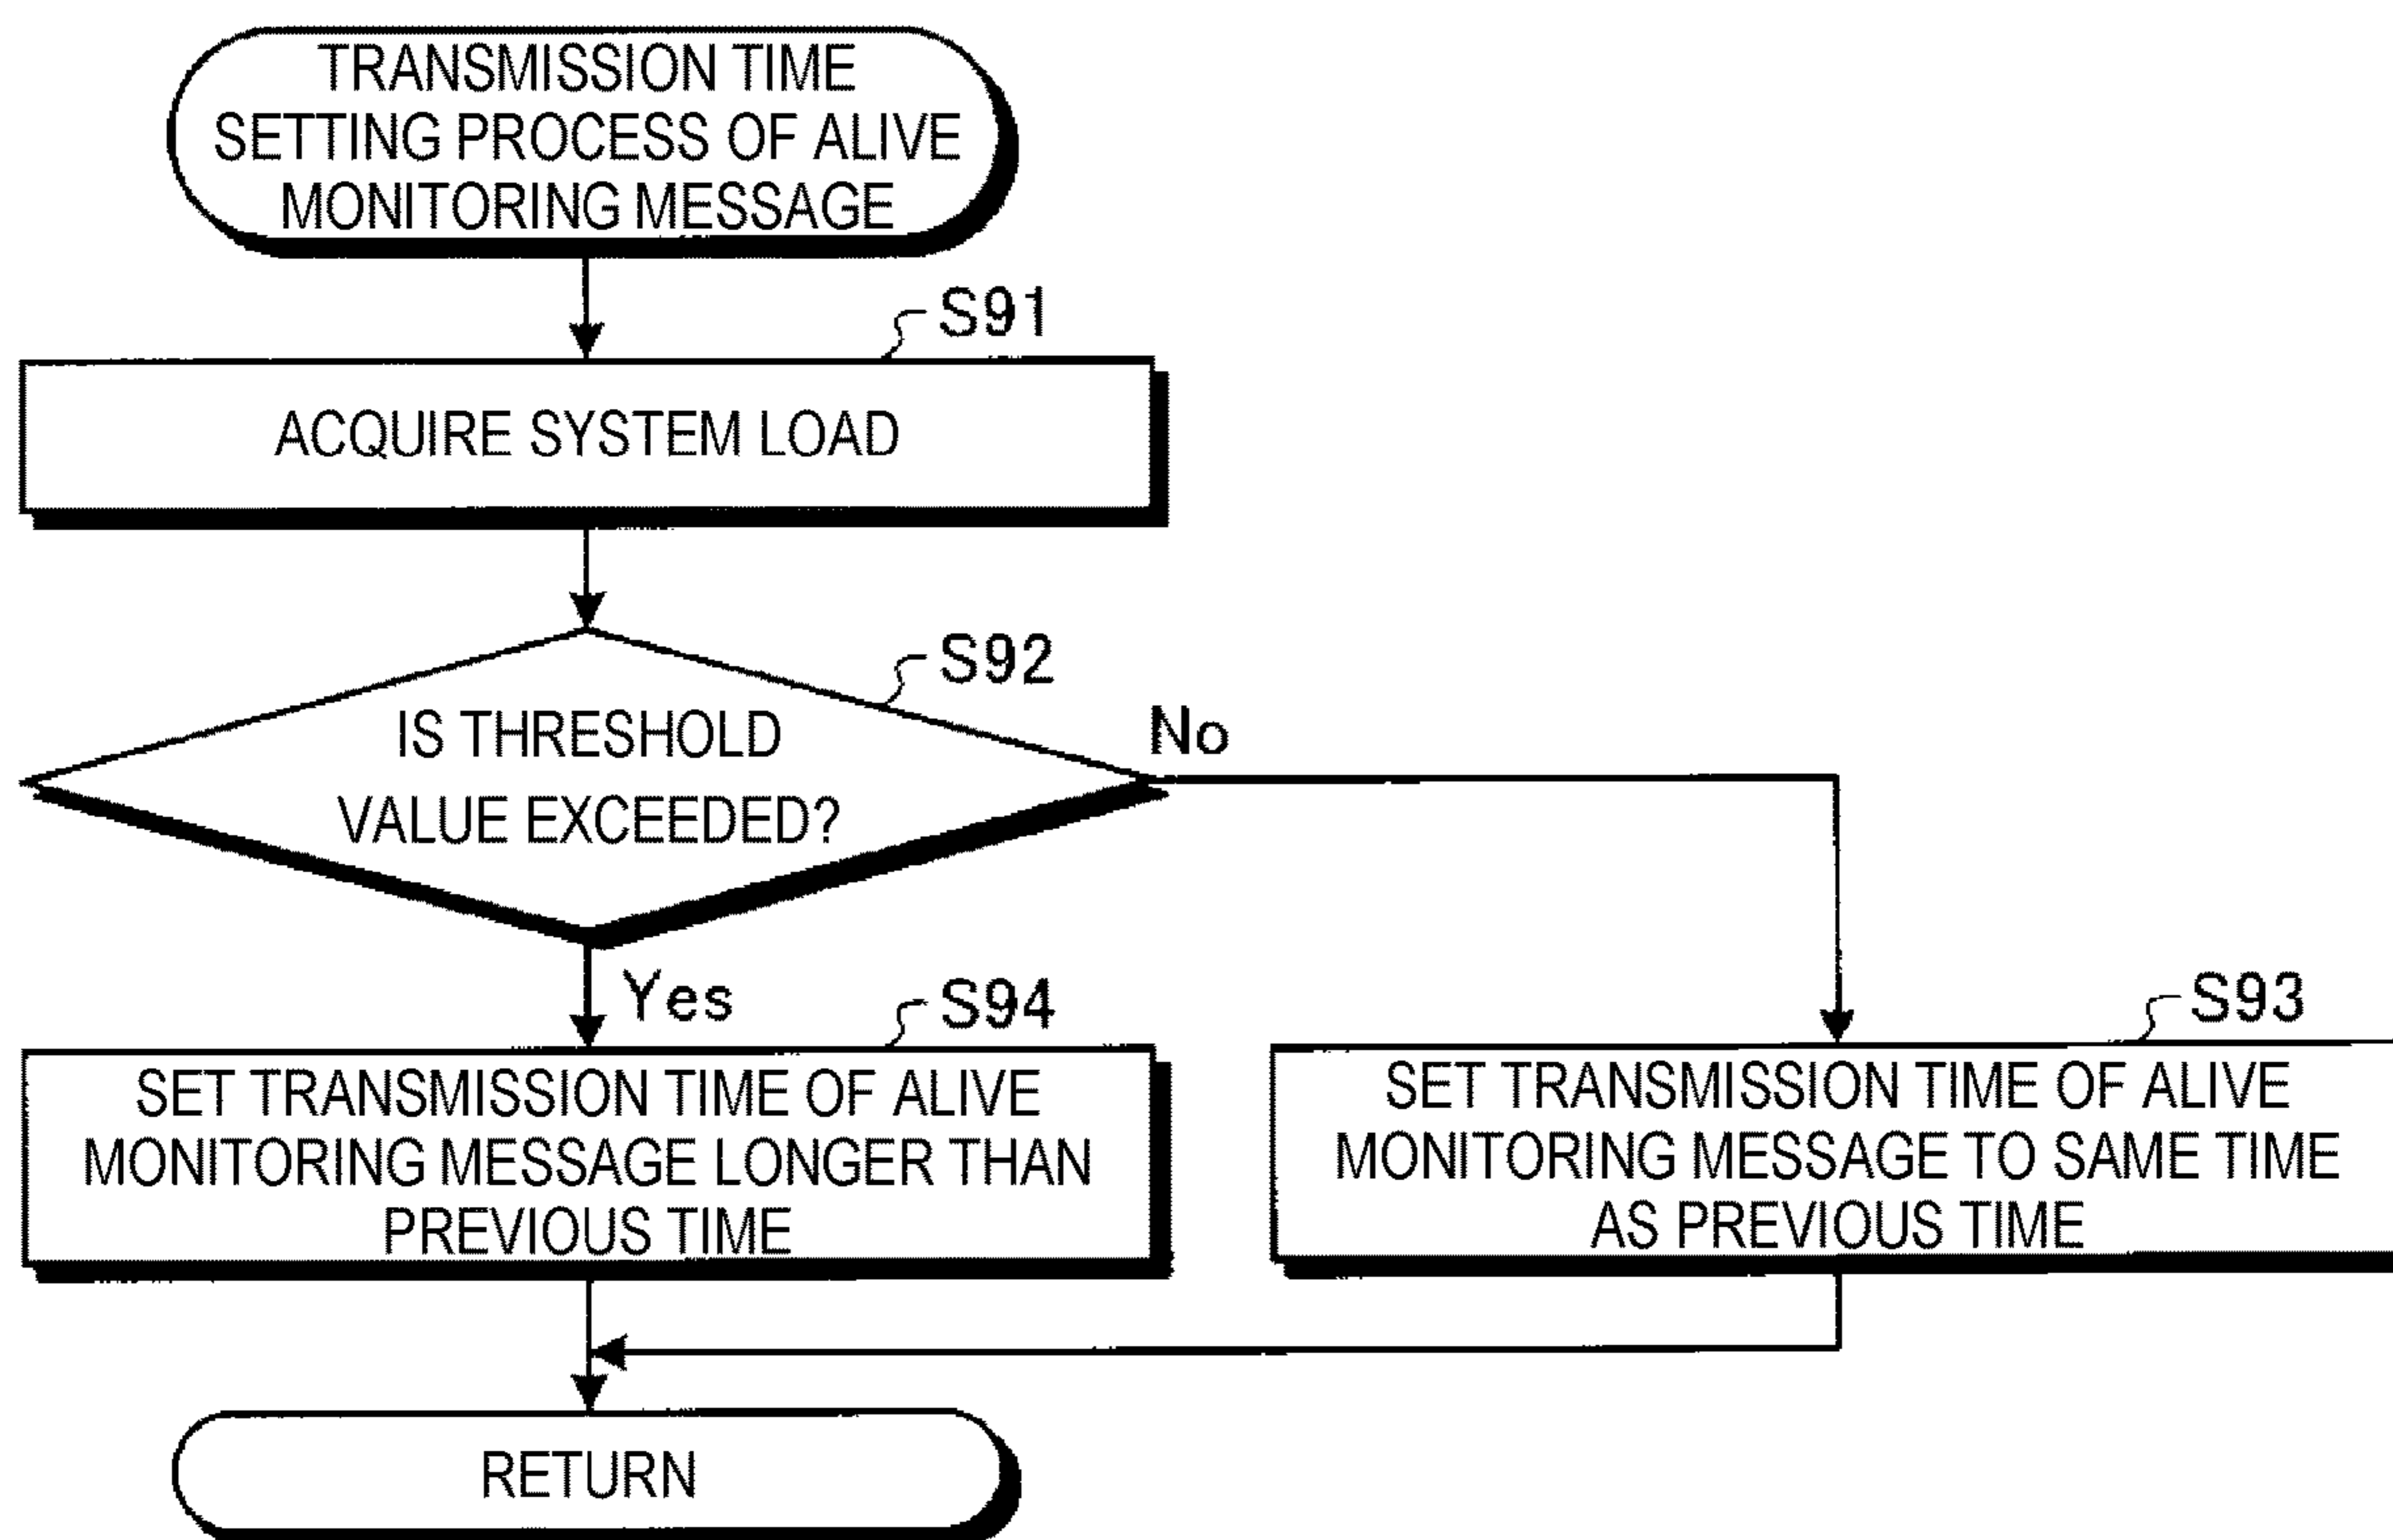 TRANSMISSION TIME
SETTING PROCESS OF ALIVE
MONITORING MESSAGE
S91
ACQUIRE SYSTEM LOAD
S92
IS THRESHOLD
VALUE EXCEEDED?
No
Yes
S94
SET TRANSMISSION TIME OF ALIVE
MONITORING MESSAGE LONGER THAN
PREVIOUS TIME
S93
SET TRANSMISSION TIME OF ALIVE
MONITORING MESSAGE TO SAME TIME
AS PREVIOUS TIME
RETURN